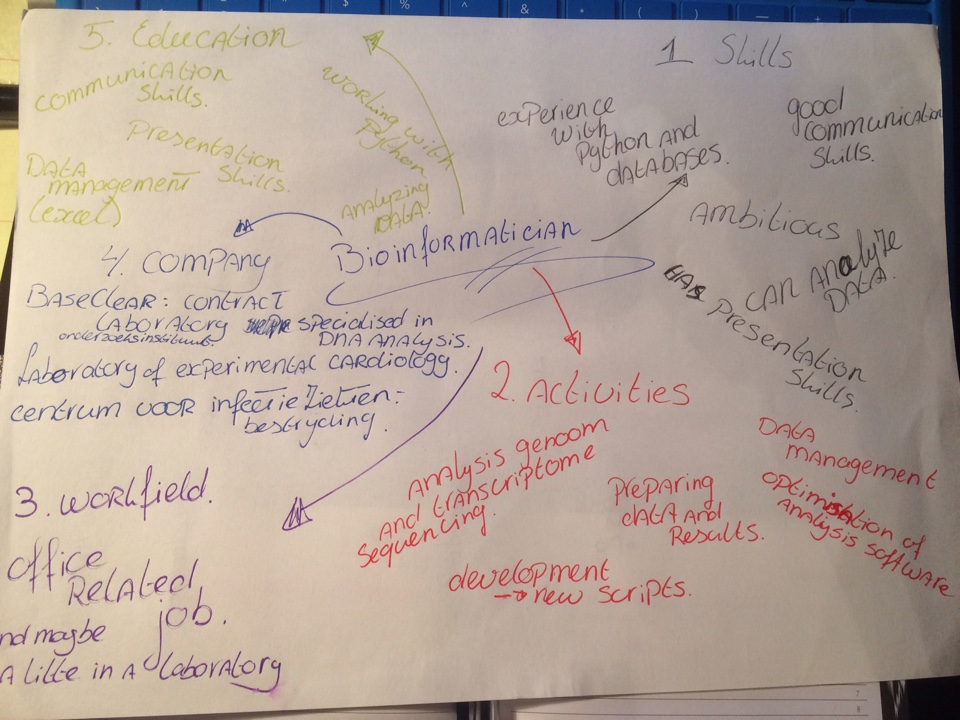 5. Education
communication
skills.
Presentation
skills.
Data
management
(excel)
working with
Python
analyzing
data.
1 Skills
experience
with
Python and
databases.
good
communication
skills.
Ambitious
can analyze
data.
has presentation
skills.
Bioinformatician
4. company
BaseClear: contract
laboratory specialised in
onderzoeksinstituut.
DNA analysis.
Laboratory of experimental cardiology.
centrum voor infectieziekten=
bestryding.
2. Activities
analysis genoom
and transcriptome
sequencing.
preparing
data and
Results.
Data
management
optimisation of
analysis software
development
→ new scripts.
3. workfield.
office
Related
job.
nd maybe
a litte in a laboratory